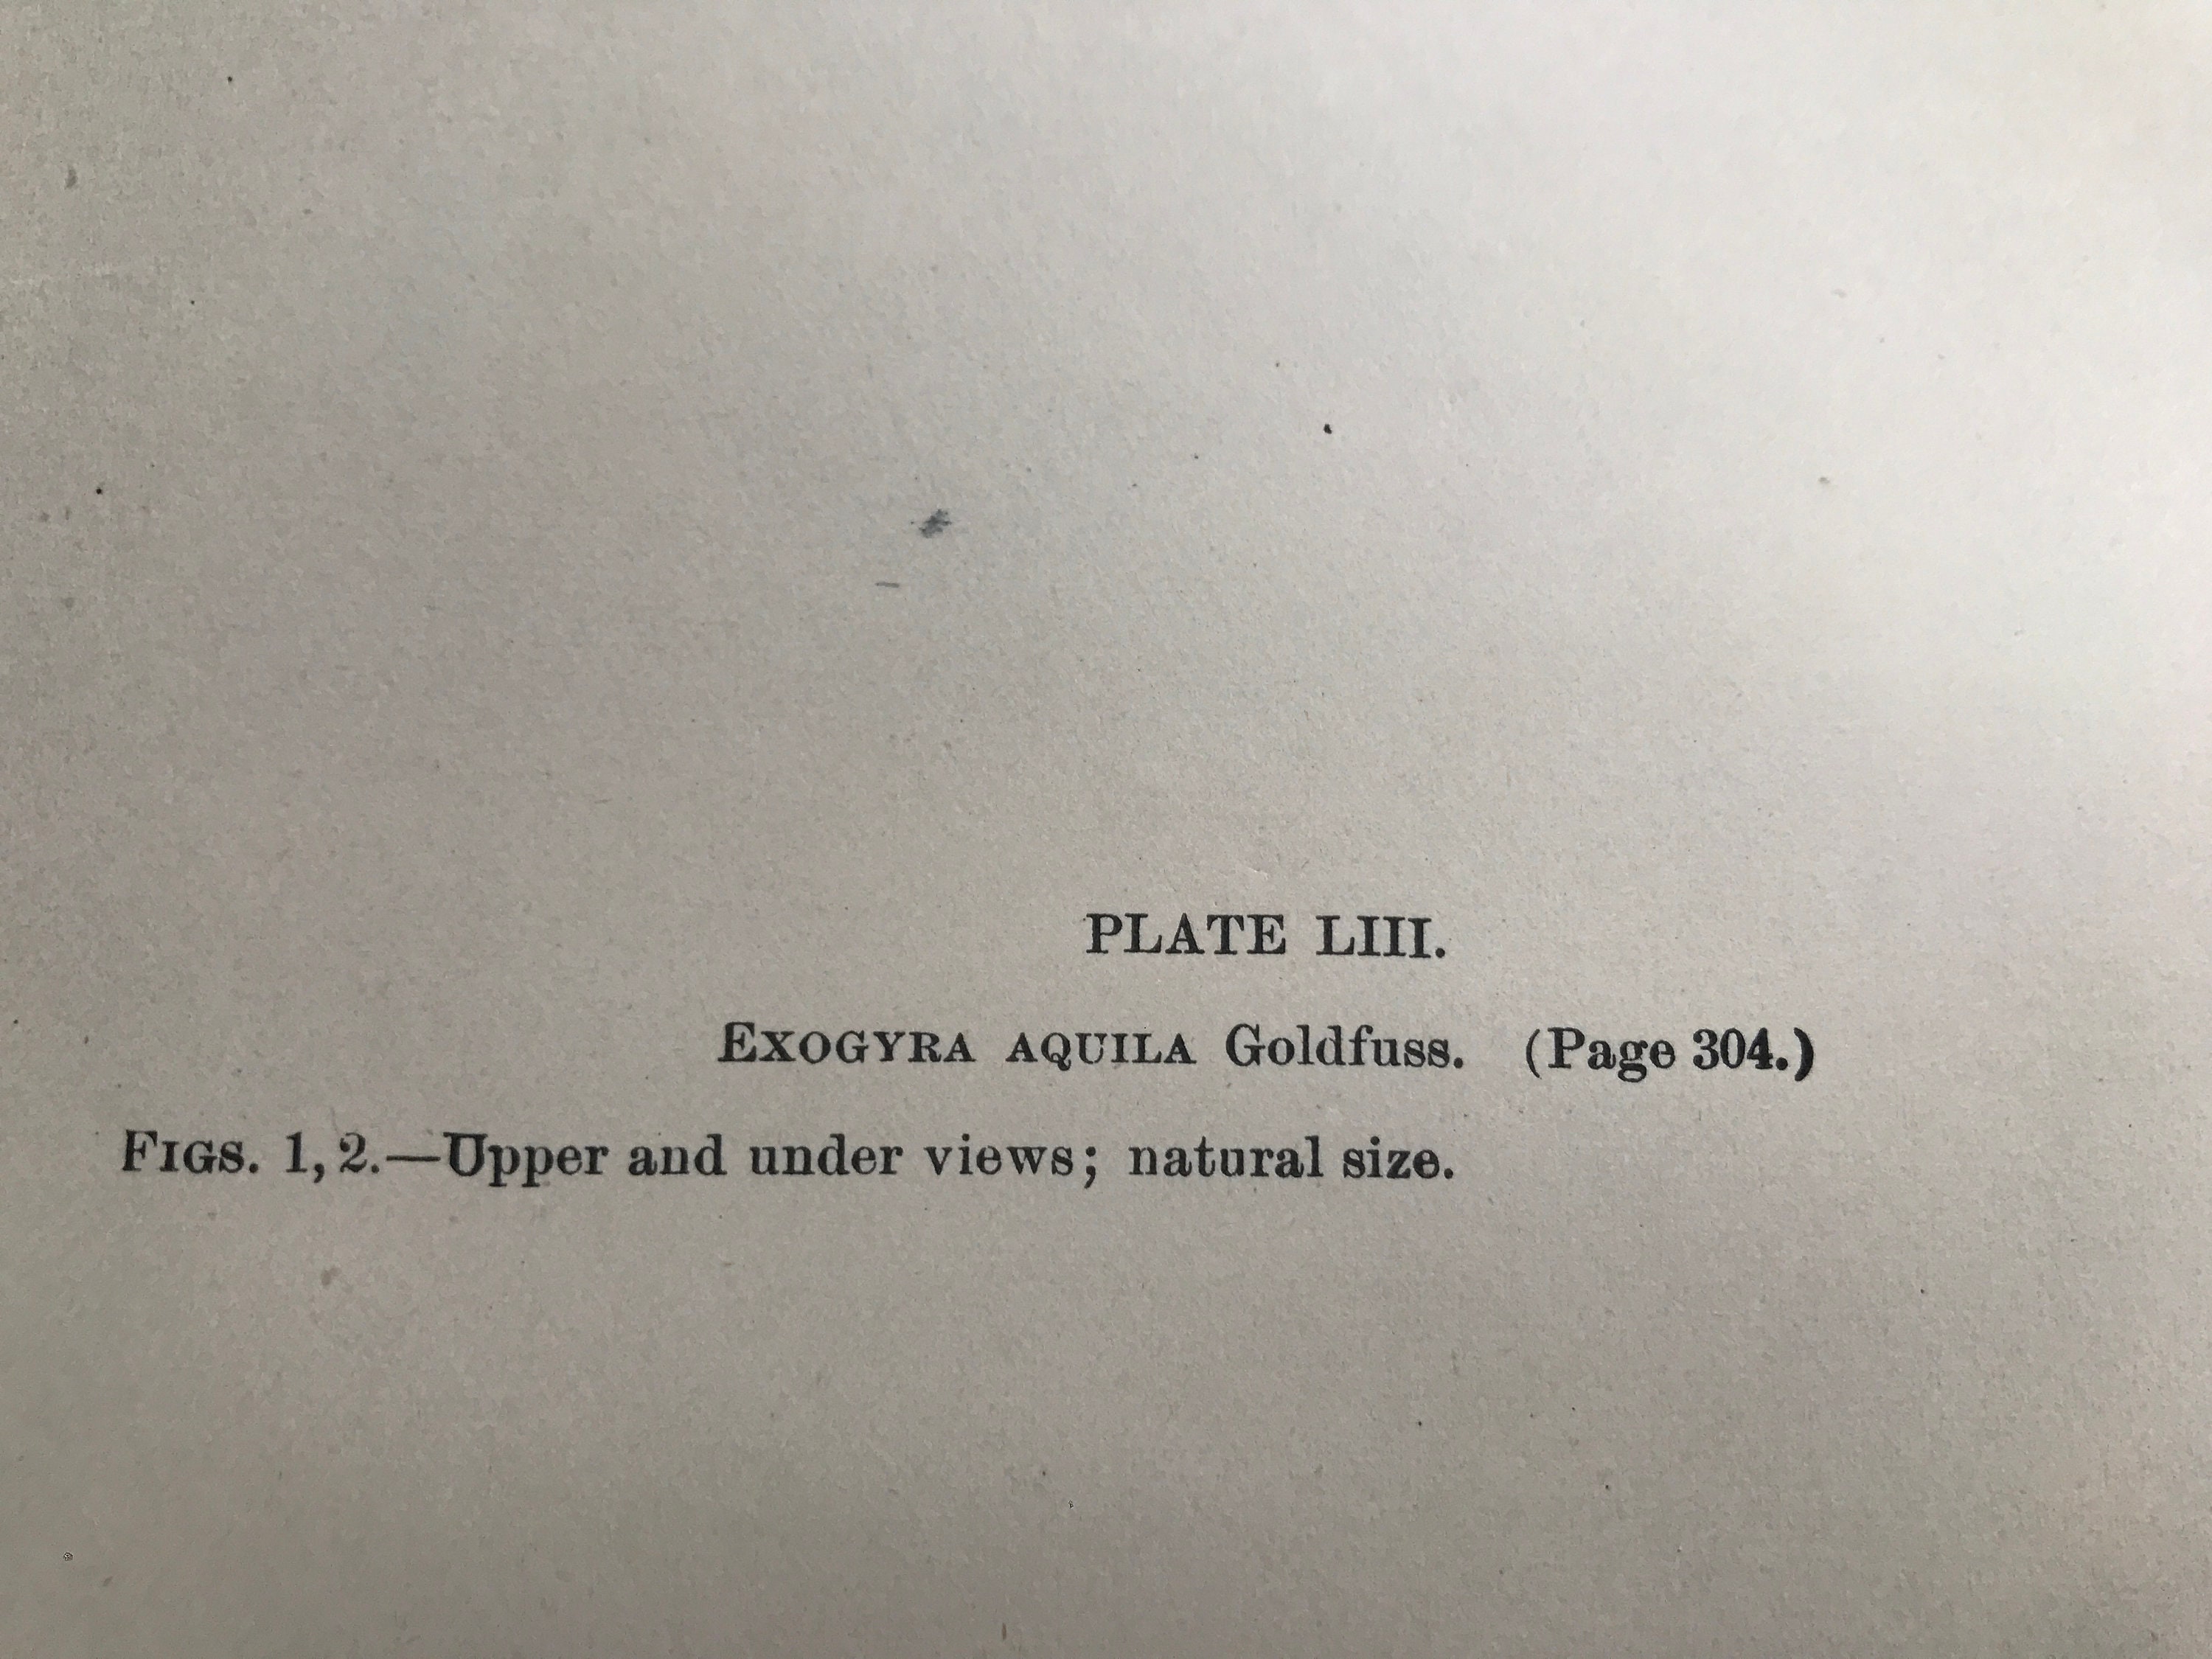 PLATE LIII.
EXOGYRA AQUILA Goldfuss. (Page 304.)
FIGS. 1, 2.—Upper and under views; natural size.